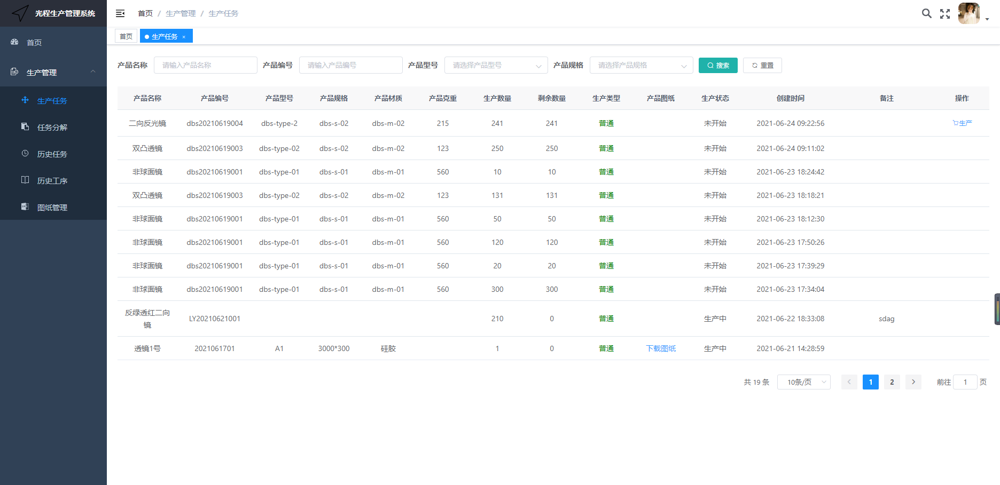 光程生产管理系统
首页 / 生产管理 / 生产任务
首页
生产任务 ×
首页
生产管理
生产任务
任务分解
历史任务
历史工序
图纸管理
产品名称 请输入产品名称 产品编号 请输入产品编号 产品型号 请选择产品型号 产品规格 请选择产品规格 搜索 重置
产品名称 产品编号 产品型号 产品规格 产品材质 产品克重 生产数量 剩余数量 生产类型 产品图纸 生产状态 创建时间 备注 操作
二向反光镜 dbs20210619004 dbs-type-2 dbs-s-02 dbs-m-02 215 241 241 普通 未开始 2021-06-24 09:22:56 生产
双凸透镜 dbs20210619003 dbs-type-02 dbs-s-02 dbs-m-02 123 250 250 普通 未开始 2021-06-24 09:11:02
非球面镜 dbs20210619001 dbs-type-01 dbs-s-01 dbs-m-01 560 10 10 普通 未开始 2021-06-23 18:24:42
双凸透镜 dbs20210619003 dbs-type-02 dbs-s-02 dbs-m-02 123 131 131 普通 未开始 2021-06-23 18:18:21
非球面镜 dbs20210619001 dbs-type-01 dbs-s-01 dbs-m-01 560 50 50 普通 未开始 2021-06-23 18:12:30
非球面镜 dbs20210619001 dbs-type-01 dbs-s-01 dbs-m-01 560 120 120 普通 未开始 2021-06-23 17:50:26
非球面镜 dbs20210619001 dbs-type-01 dbs-s-01 dbs-m-01 560 20 20 普通 未开始 2021-06-23 17:39:29
非球面镜 dbs20210619001 dbs-type-01 dbs-s-01 dbs-m-01 560 300 300 普通 未开始 2021-06-23 17:34:04
反绿透红二向
镜 LY20210621001 210 0 普通 生产中 2021-06-22 18:33:08 sdag
透镜1号 2021061701 A1 3000*300 硅胶 1 0 普通 下载图纸 生产中 2021-06-21 14:28:59
共 19 条 10条/页 1 2 前往 1 页